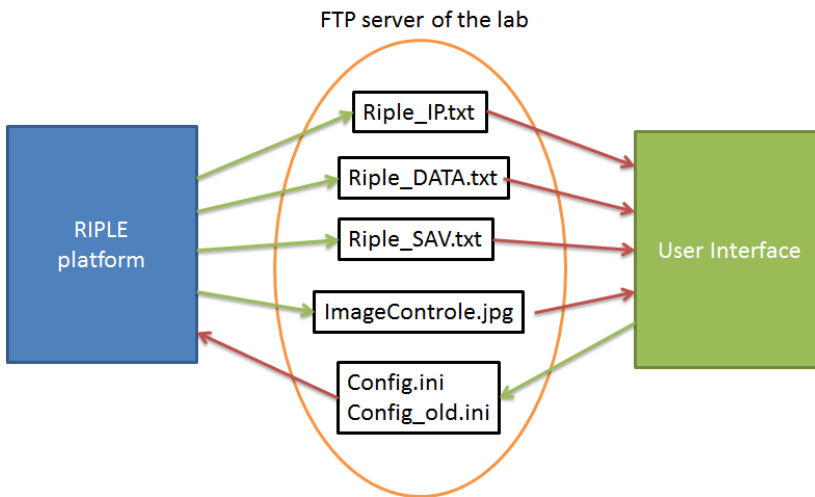 FTP server of the lab
Riple_IP.txt
Riple_DATA.txt
RIPLE
platform
Riple_SAV.txt
User Interface
ImageControle.jpg
Config.ini
Config_old.ini